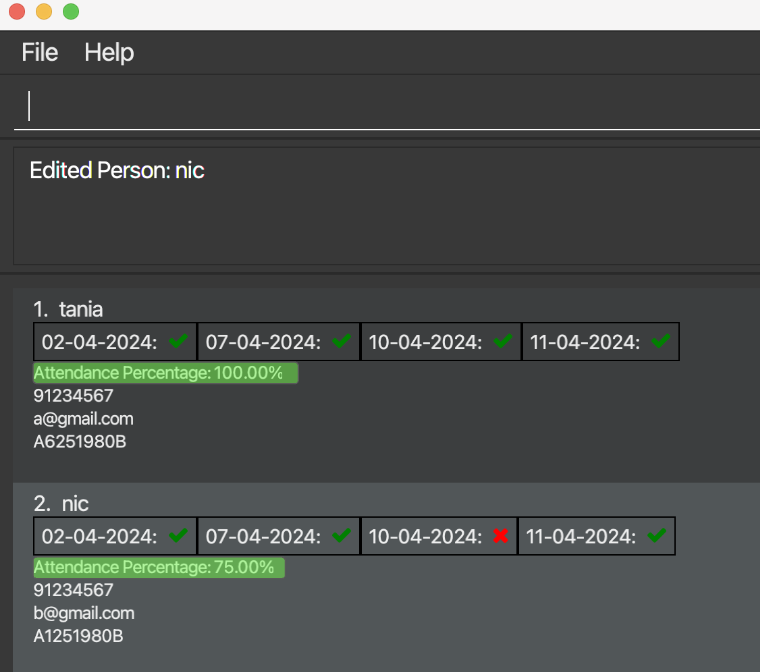 File Help
Edited Person: nic
1. tania
02-04-2024: ✔ 07-04-2024: ✔ 10-04-2024: ✔ 11-04-2024: ✔
Attendance Percentage: 100.00%
91234567
a@gmail.com
A6251980B
2. nic
02-04-2024: ✔ 07-04-2024: ✔ 10-04-2024: ✖ 11-04-2024: ✔
Attendance Percentage: 75.00%
91234567
b@gmail.com
A1251980B